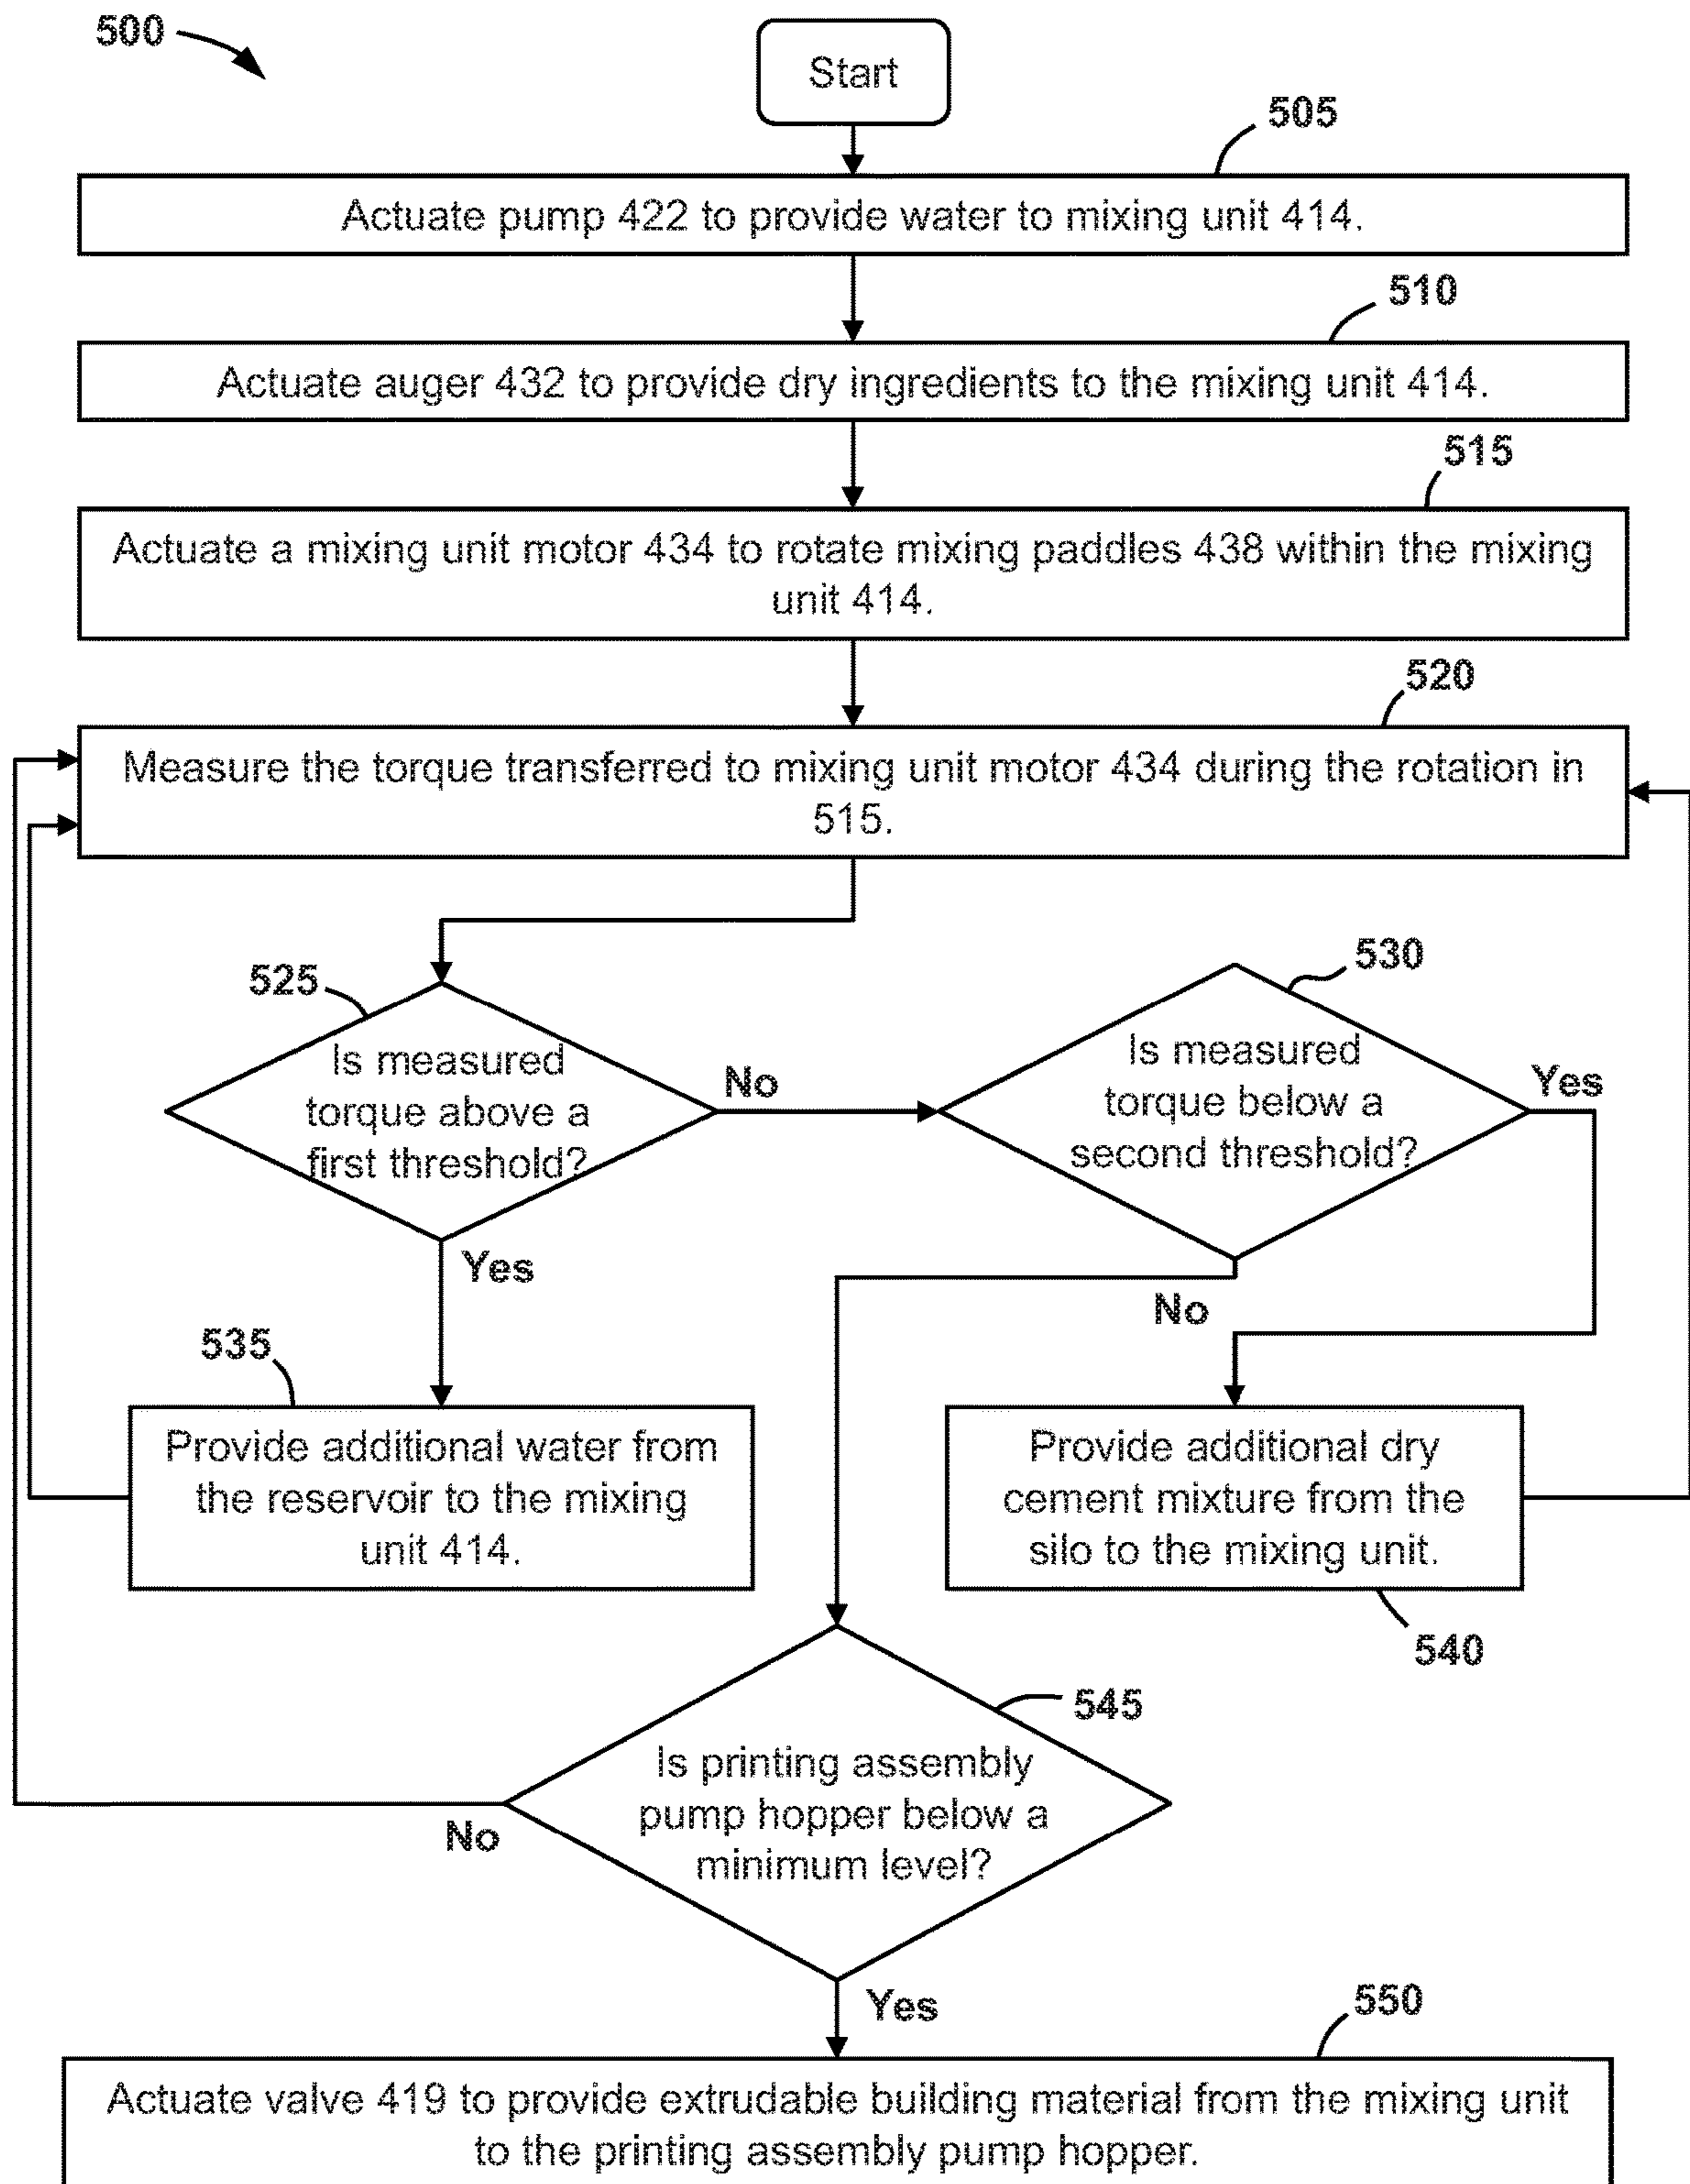 500
Start
505
Actuate pump 422 to provide water to mixing unit 414.
510
Actuate auger 432 to provide dry ingredients to the mixing unit 414.
515
Actuate a mixing unit motor 434 to rotate mixing paddles 438 within the mixing
unit 414.
520
Measure the torque transferred to mixing unit motor 434 during the rotation in
515.
525
Is measured
torque above a
first threshold?
No
Yes
530
Is measured
torque below a
second threshold?
Yes
No
535
Provide additional water from
the reservoir to the mixing
unit 414.
Provide additional dry
cement mixture from the
silo to the mixing unit.
540
545
Is printing assembly
pump hopper below a
minimum level?
No
Yes
550
Actuate valve 419 to provide extrudable building material from the mixing unit
to the printing assembly pump hopper.